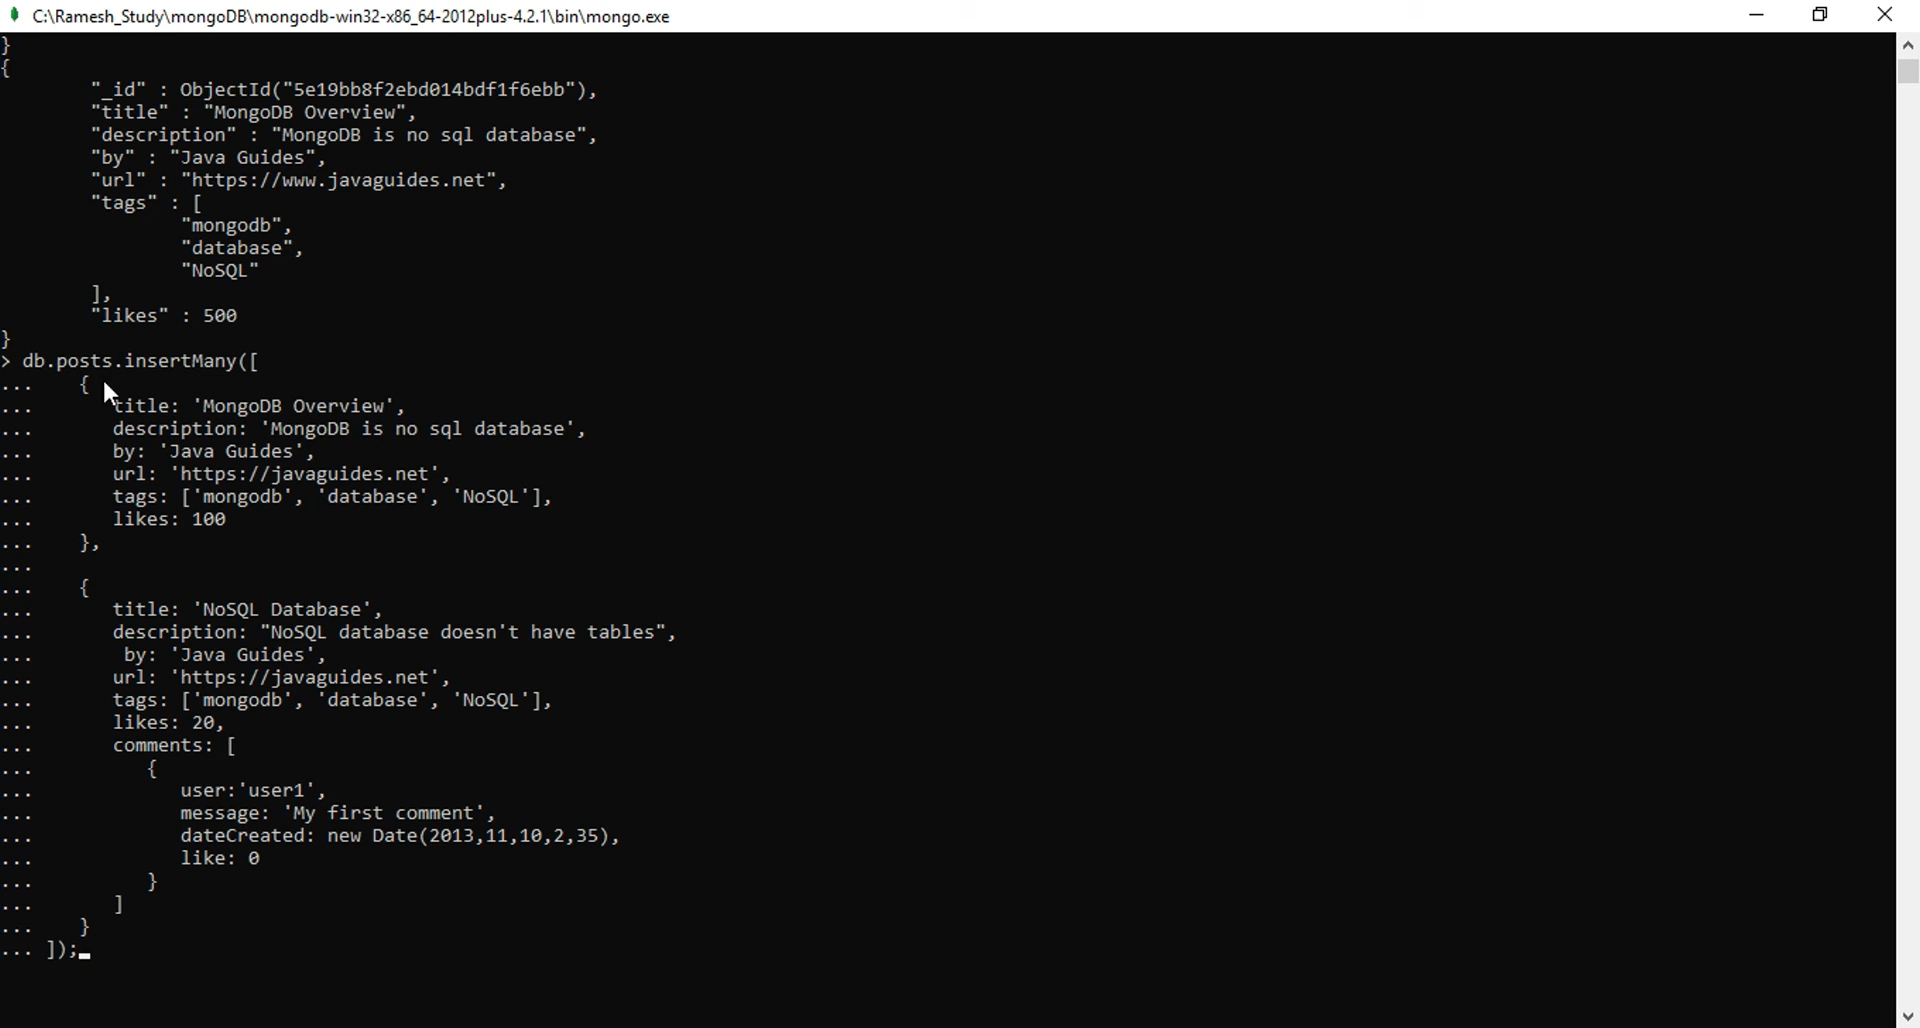 C:\Ramesh_Study\mongoDB\mongodb-win32-x86_64-2012plus-4.2.1\bin\mongo.exe
}
{
        "_id" : ObjectId("5e19bb8f2ebd014bdf1f6ebb"),
        "title" : "MongoDB Overview",
        "description" : "MongoDB is no sql database",
        "by" : "Java Guides",
        "url" : "https://www.javaguides.net",
        "tags" : [
                "mongodb",
                "database",
                "NoSQL"
        ],
        "likes" : 500
}
> db.posts.insertMany([
...    {
...       title: 'MongoDB Overview',
...       description: 'MongoDB is no sql database',
...       by: 'Java Guides',
...       url: 'https://javaguides.net',
...       tags: ['mongodb', 'database', 'NoSQL'],
...       likes: 100
...    },
...
...    {
...       title: 'NoSQL Database',
...       description: "NoSQL database doesn't have tables",
...        by: 'Java Guides',
...       url: 'https://javaguides.net',
...       tags: ['mongodb', 'database', 'NoSQL'],
...       likes: 20,
...       comments: [
...          {
...             user:'user1',
...             message: 'My first comment',
...             dateCreated: new Date(2013,11,10,2,35),
...             like: 0
...          }
...       ]
...    }
... ]);